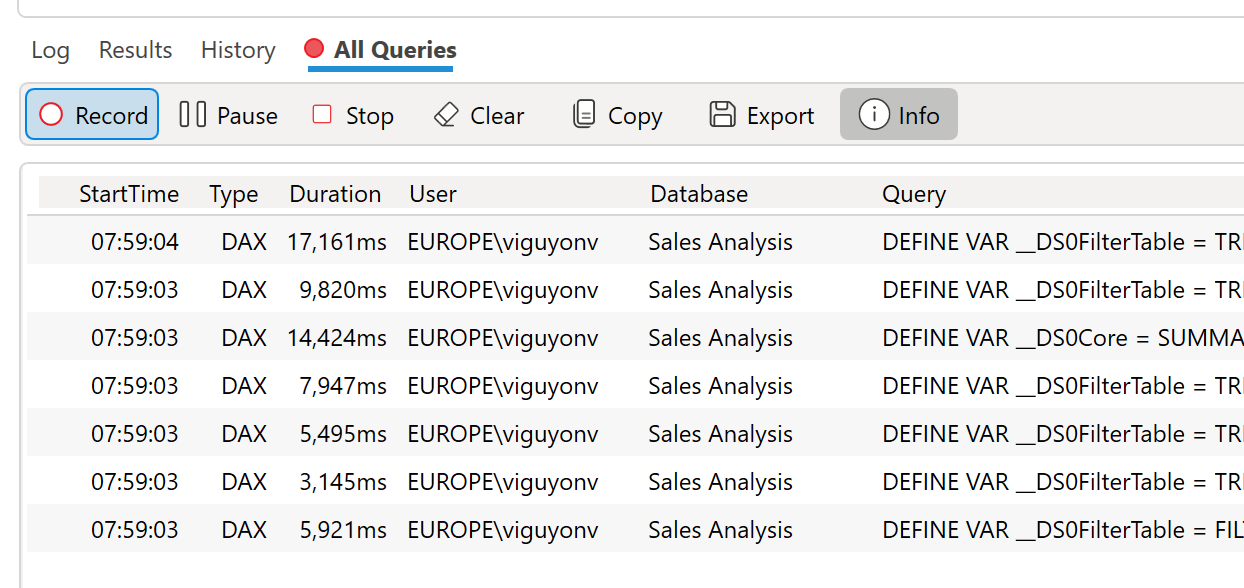 Log Results History All Queries
Record Pause Stop Clear Copy Export Info
StartTime Type Duration User Database Query
07:59:04 DAX 17,161ms EUROPE\viguyonv Sales Analysis DEFINE VAR __DS0FilterTable = TRE
07:59:03 DAX 9,820ms EUROPE\viguyonv Sales Analysis DEFINE VAR __DS0FilterTable = TRE
07:59:03 DAX 14,424ms EUROPE\viguyonv Sales Analysis DEFINE VAR __DS0Core = SUMMA
07:59:03 DAX 7,947ms EUROPE\viguyonv Sales Analysis DEFINE VAR __DS0FilterTable = TRE
07:59:03 DAX 5,495ms EUROPE\viguyonv Sales Analysis DEFINE VAR __DS0FilterTable = TRE
07:59:03 DAX 3,145ms EUROPE\viguyonv Sales Analysis DEFINE VAR __DS0FilterTable = TRE
07:59:03 DAX 5,921ms EUROPE\viguyonv Sales Analysis DEFINE VAR __DS0FilterTable = FIL